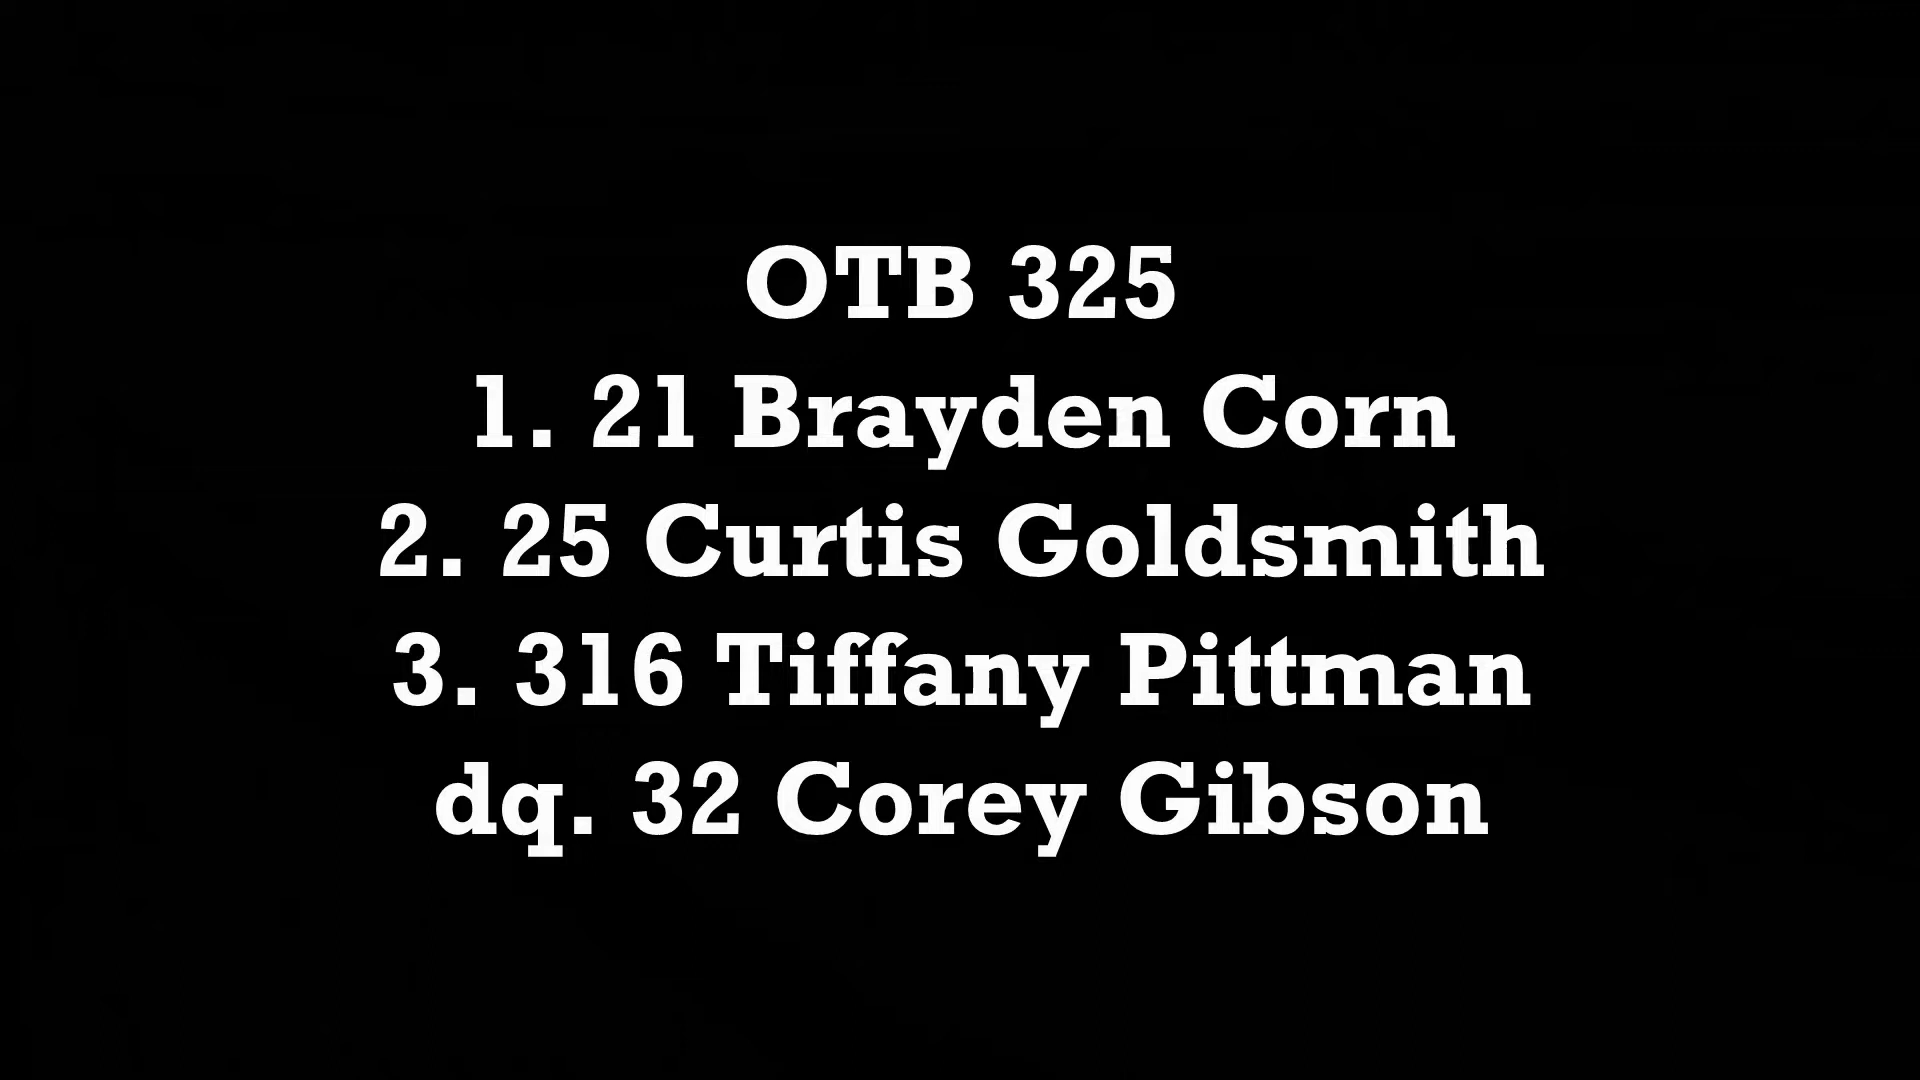 OTB 325
1. 21 Brayden Corn
2. 25 Curtis Goldsmith
3. 316 Tiffany Pittman
dq. 32 Corey Gibson